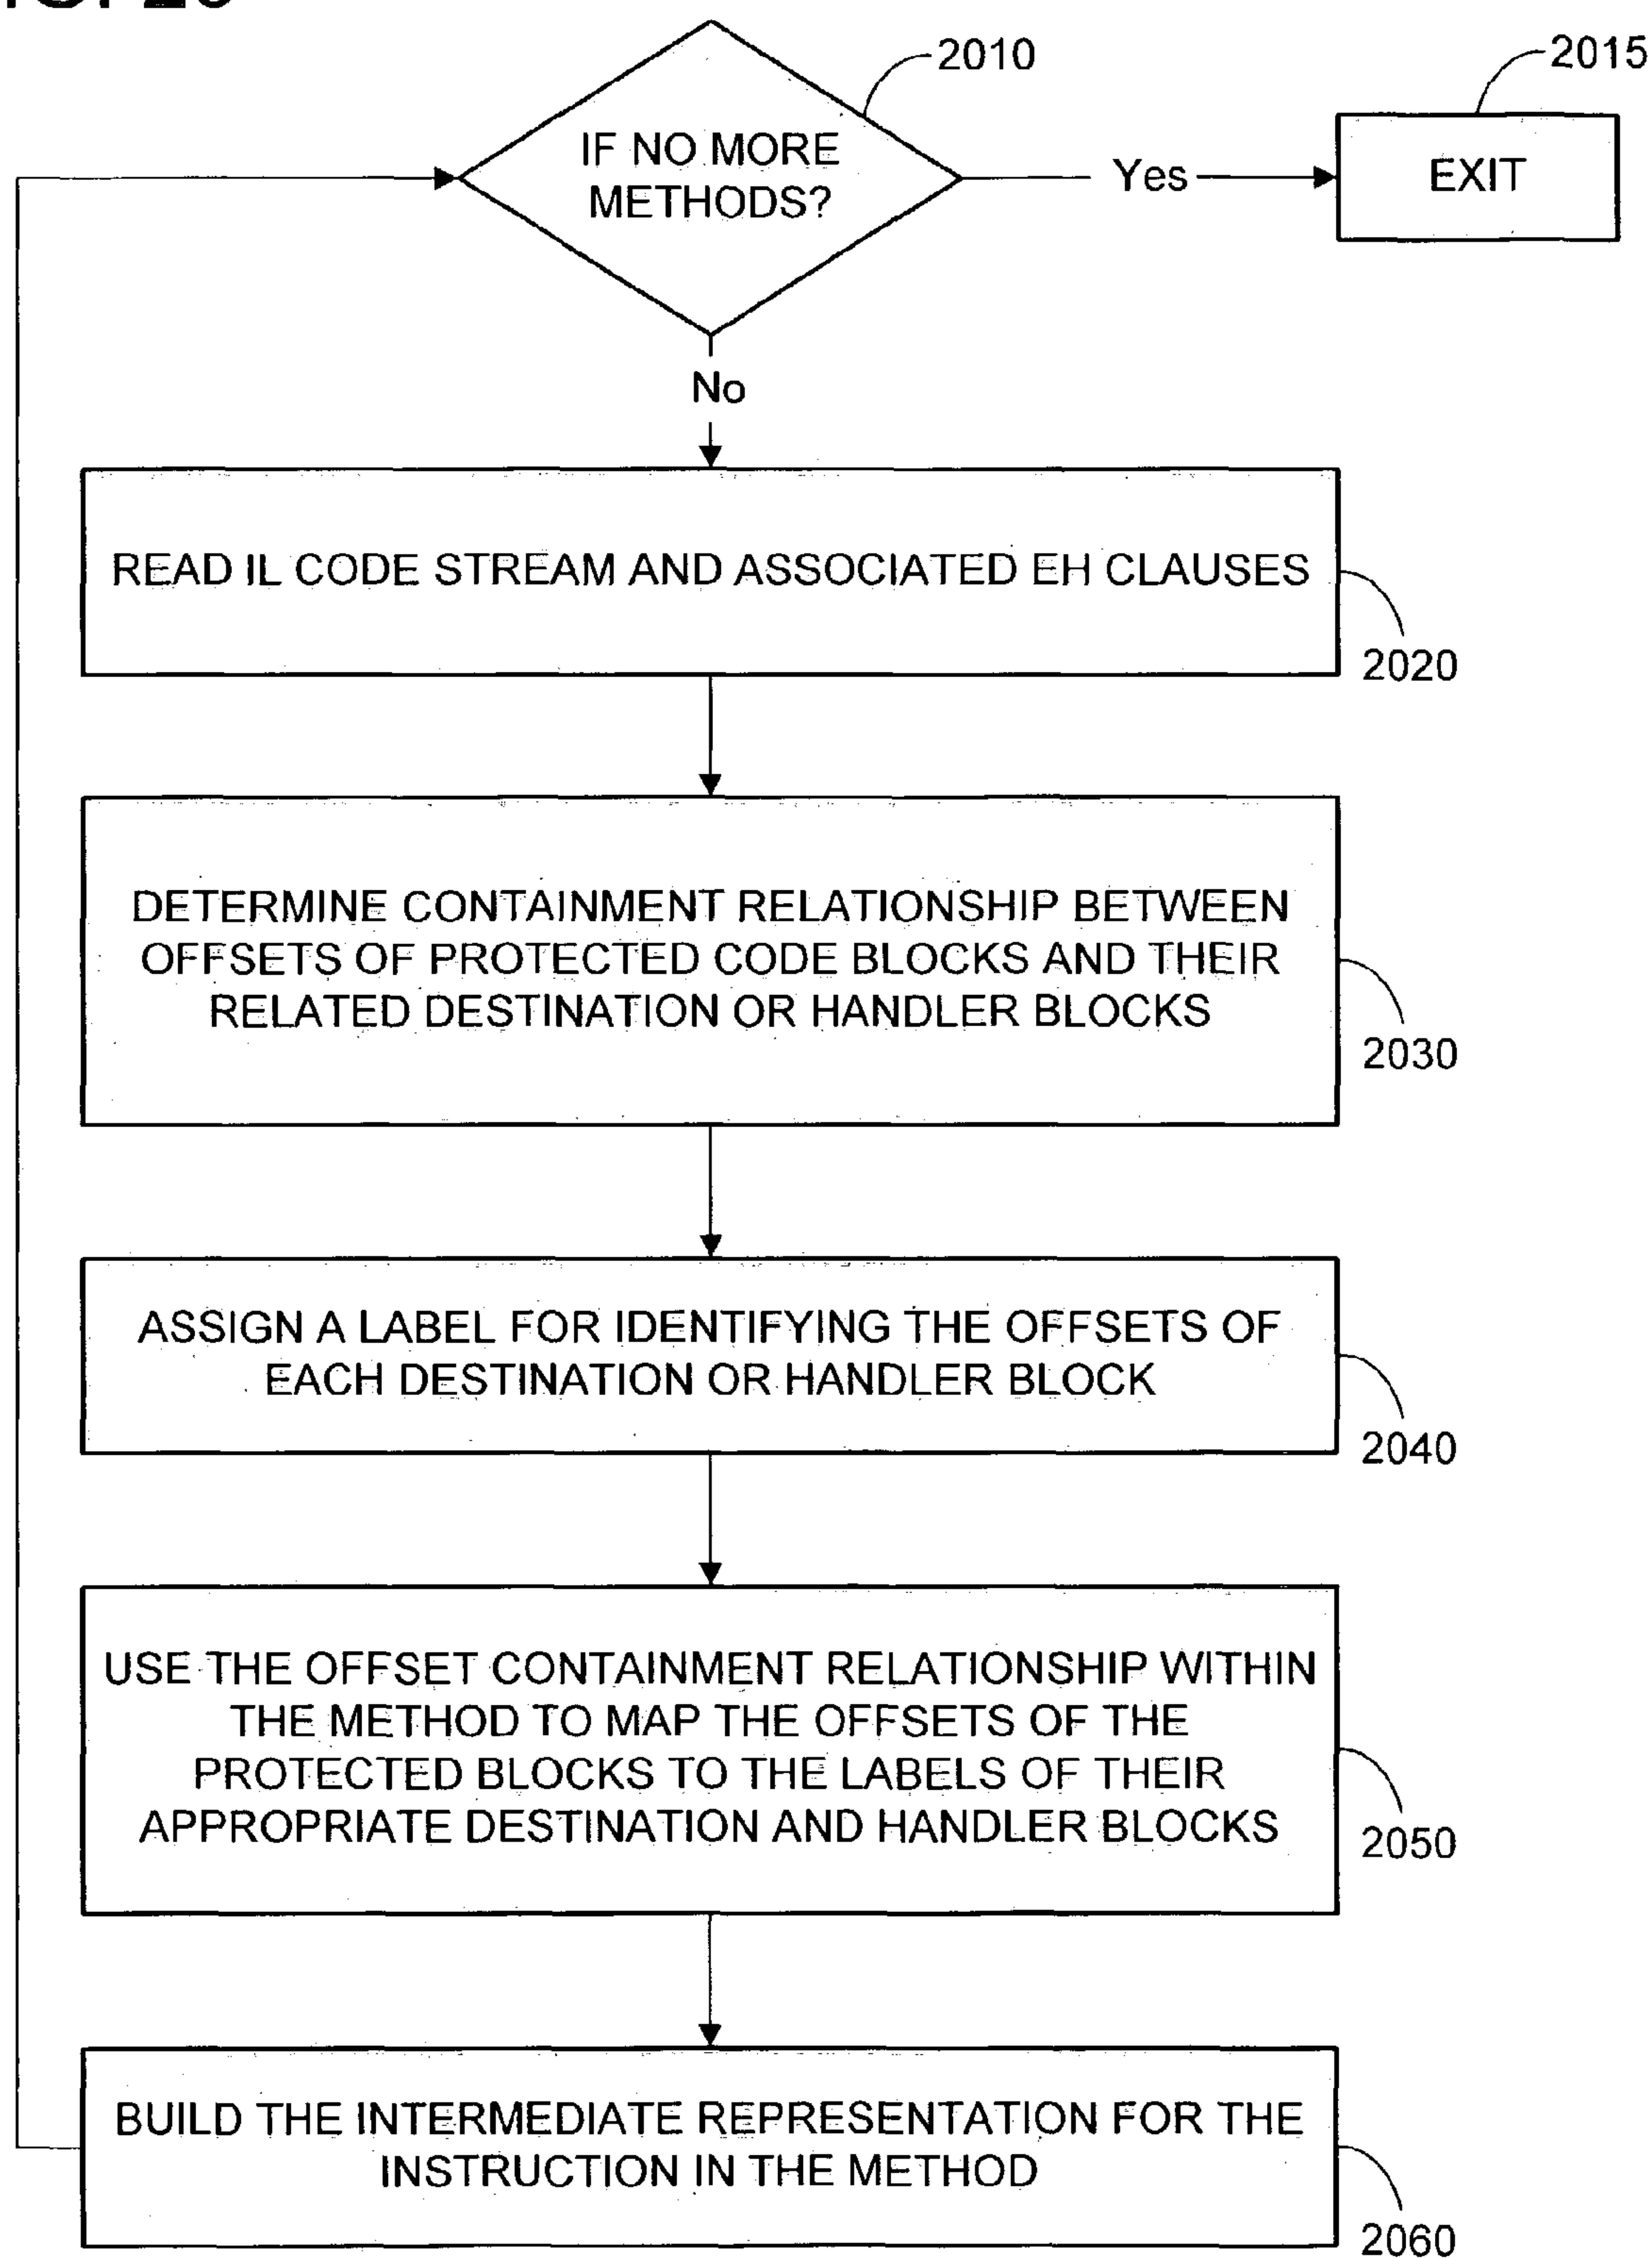 2010
2015
IF NO MORE
METHODS?
Yes
EXIT
No
READ IL CODE STREAM AND ASSOCIATED EH CLAUSES
2020
DETERMINE CONTAINMENT RELATIONSHIP BETWEEN
OFFSETS OF PROTECTED CODE BLOCKS AND THEIR
RELATED DESTINATION OR HANDLER BLOCKS
2030
ASSIGN A LABEL FOR IDENTIFYING THE OFFSETS OF
EACH DESTINATION OR HANDLER BLOCK
2040
USE THE OFFSET CONTAINMENT RELATIONSHIP WITHIN
THE METHOD TO MAP THE OFFSETS OF THE
PROTECTED BLOCKS TO THE LABELS OF THEIR
APPROPRIATE DESTINATION AND HANDLER BLOCKS
2050
BUILD THE INTERMEDIATE REPRESENTATION FOR THE
INSTRUCTION IN THE METHOD
2060